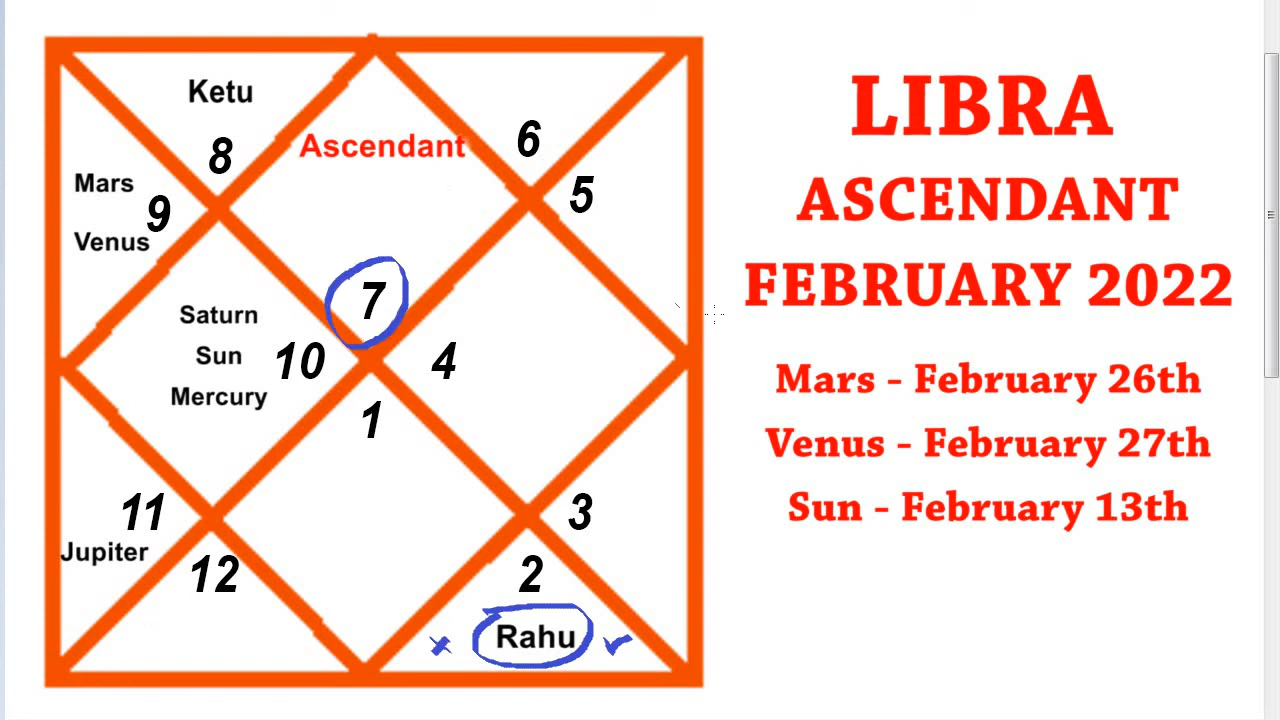 Ketu
8
Ascendant
6
5
Mars
9
Venus
7
Saturn
Sun
10
Mercury
4
1
11
Jupiter
12
3
2
Rahu
LIBRA
ASCENDANT
FEBRUARY 2022
Mars - February 26th
Venus - February 27th
Sun - February 13th